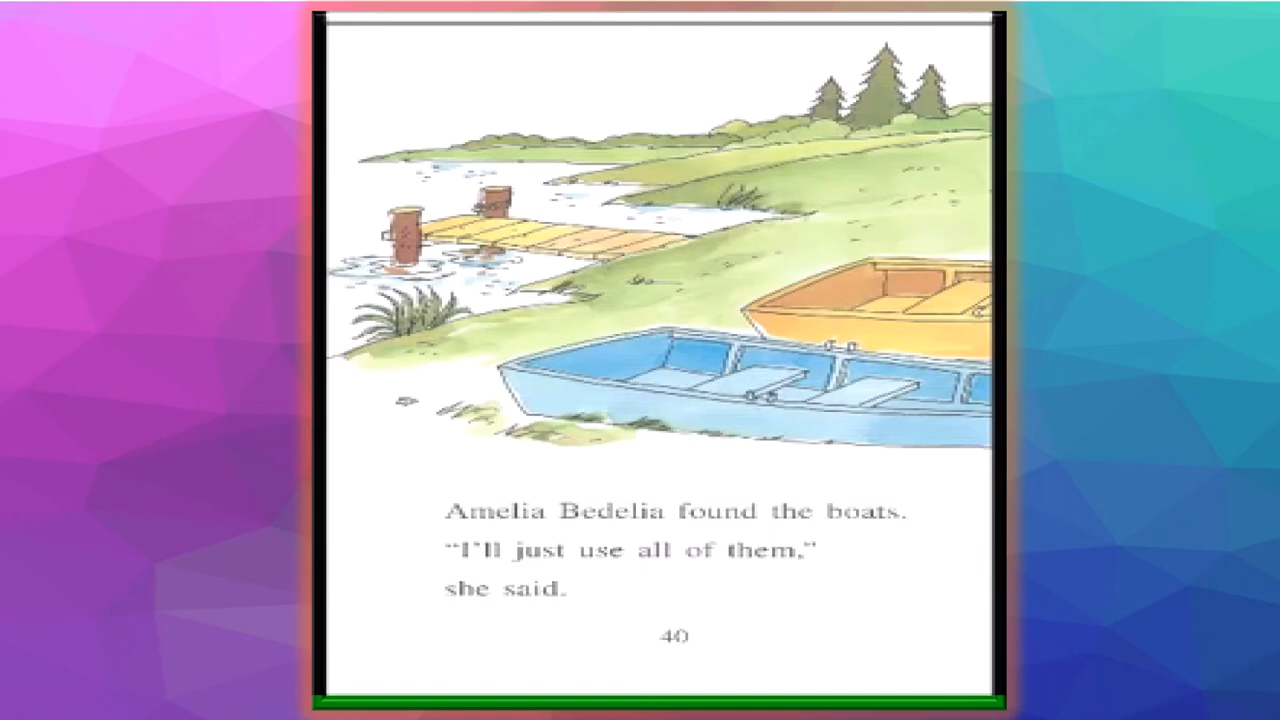 Amelia Bedelia found the boats.
“I’ll just use all of them,”
she said.
40